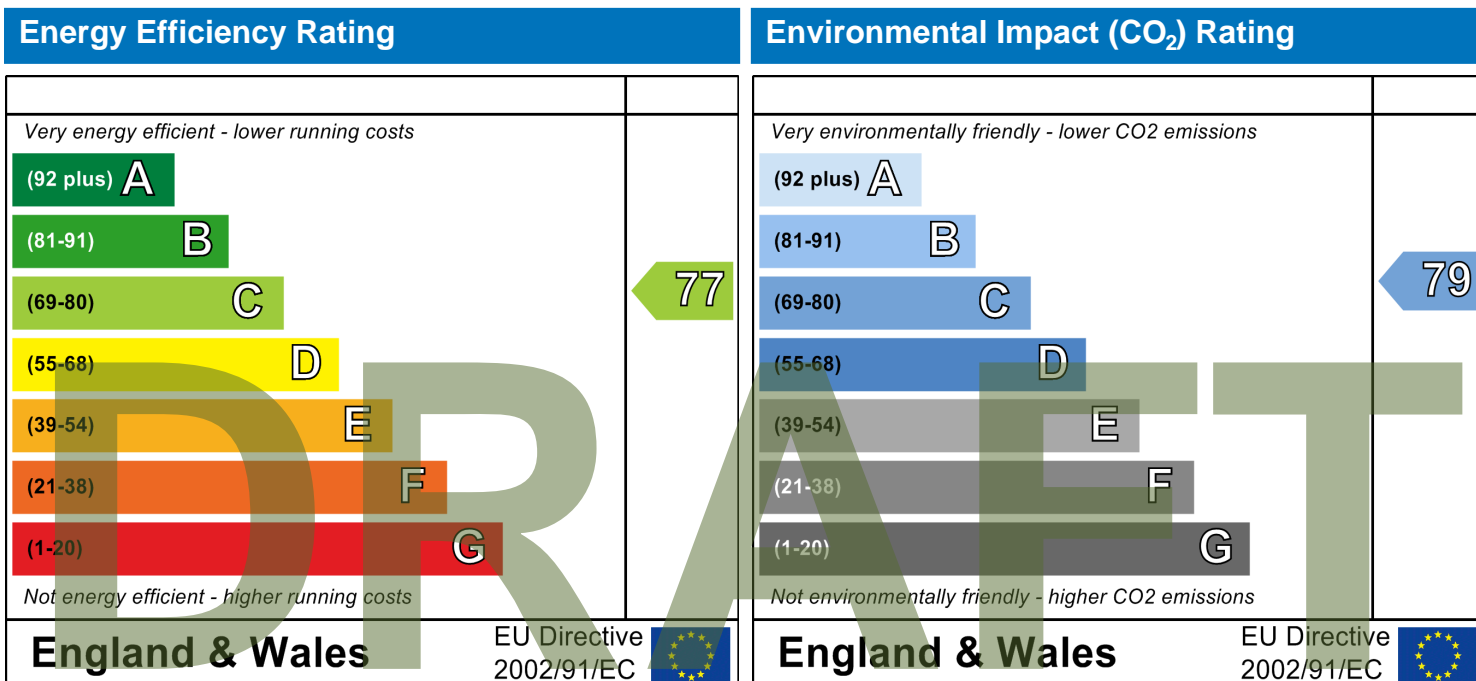 Energy Efficiency Rating
Very energy efficient - lower running costs
(92 plus) A
(81-91) B
(69-80) C
77
(55-68) D
(39-54) E
(21-38) F
(1-20) G
Not energy efficient - higher running costs
England & Wales
EU Directive
2002/91/EC
Environmental Impact (CO₂) Rating
Very environmentally friendly - lower CO2 emissions
(92 plus) A
(81-91) B
(69-80) C
79
(55-68) D
(39-54) E
(21-38) F
(1-20) G
Not environmentally friendly - higher CO2 emissions
England & Wales
EU Directive
2002/91/EC
DRAFT